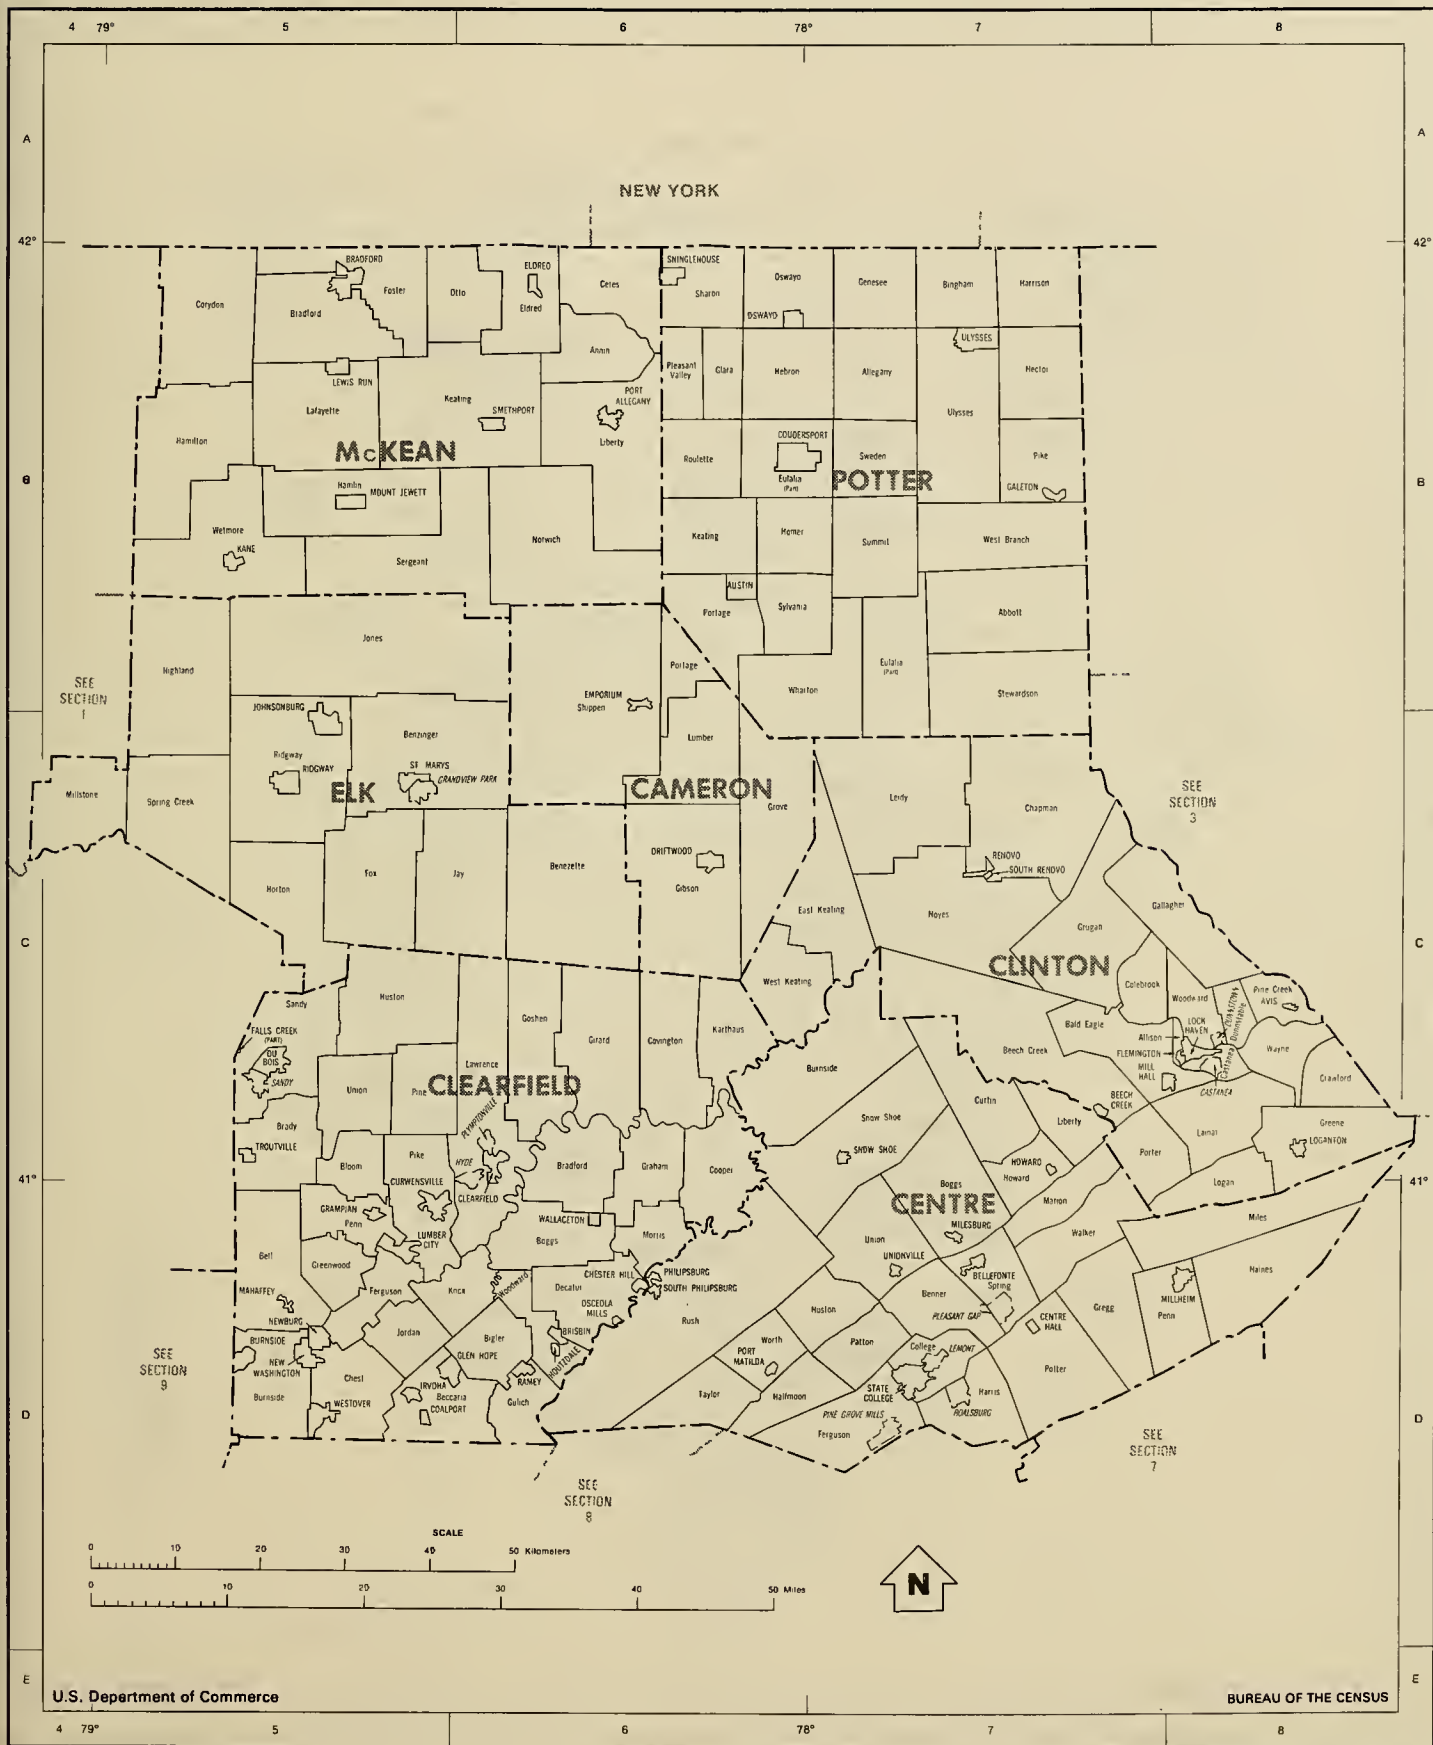 4 79° 5 6 78° 7 8
A A
NEW YORK
42° 42°
BRADFORD
Corydon
Bradford
Foster
Otto
ELDREO
Eldred
Ceres
Annin
LEWIS RUN
Lafayette
Keating
SMETHPORT
PORT
ALLEGANY
Liberty
Hamilton
McKEAN
Hamlin
MOUNT JEWETT
Wetmore
KANE
Sergeant
Norwich
SNINGLEHOUSE
Sharon
Oswayo
OSWAYO
Genesee
Bingham
Harrison
ULYSSES
Pleasant
Valley
Clara
Hebron
Allegany
Ulysses
Hector
Roulette
COUDERSPORT
Eulalia
(Part)
Sweden
POTTER
Pike
GALETON
B B
Keating
Homer
Summit
West Branch
AUSTIN
Portage
Sylvania
Abbott
Wharton
Eulalia
(Part)
Stewardson
SEE
SECTION
1
Highland
Jones
JOHNSONBURG
Ridgway
RIDGWAY
Benzinger
ST MARYS
GRANDVIEW PARK
ELK
Millstone
Spring Creek
Horton
Fox
Jay
Benezette
EMPORIUM
Shippen
Portage
Lumber
CAMERON
Grove
DRIFTWOOD
Gibson
SEE
SECTION
3
Leidy
Chapman
RENOVO
SOUTH RENOVO
East Keating
Noyes
Grugan
Gallagher
C C
CLINTON
West Keating
Colebrook
Woodward
Dunnstable
Pine Creek
AVIS
Bald Eagle
LOCK
HAVEN
Allison
FLEMINGTON
MILL
HALL
Castanea
CASTANEA
Wayne
Crawford
Beech Creek
BEECH
CREEK
Lamar
Porter
Greene
LOGANTON
Logan
Sandy
FALLS CREEK
(PART)
DU
BOIS
SANDY
Huston
Lawrence
Goshen
Girard
Covington
Karthaus
Union
Pine
CLEARFIELD
Brady
TROUTVILLE
Bloom
Pike
PLYMPTONVILLE
HYDE
CLEARFIELD
CURWENSVILLE
Bradford
Graham
Cooper
GRAMPIAN
Penn
LUMBER
CITY
WALLACETON
Boggs
Morris
Bell
Greenwood
MAHAFFEY
Ferguson
Knox
Woodward
Decatur
CHESTER HILL
PHILIPSBURG
SOUTH PHILIPSBURG
OSCEOLA
MILLS
NEWBURG
BURNSIDE
NEW
WASHINGTON
Jordan
Bigler
GLEN HOPE
BRISBIN
HOUTZDALE
RAMEY
Burnside
Chest
WESTOVER
IRVONA
Beccaria
COALPORT
Gulich
Burnside
Snow Shoe
SNOW SHOE
Curtin
Liberty
HOWARD
Howard
Boggs
CENTRE
MILESBURG
Marion
Walker
Miles
41° 41°
Union
UNIONVILLE
BELLEFONTE
Spring
Benner
PLEASANT GAP
CENTRE
HALL
Gregg
Penn
MILLHEIM
Haines
Rush
Huston
Worth
PORT
MATILDA
Patton
College
LEMONT
Potter
Taylor
Halfmoon
STATE
COLLEGE
Harris
BOALSBURG
PINE GROVE MILLS
Ferguson
SEE
SECTION
9
D D
SEE
SECTION
7
SEE
SECTION
8
SCALE
0 10 20 30 40 50 Kilometers
0 10 20 30 40 50 Miles
N
E E
U.S. Department of Commerce BUREAU OF THE CENSUS
4 79° 5 6 78° 7 8